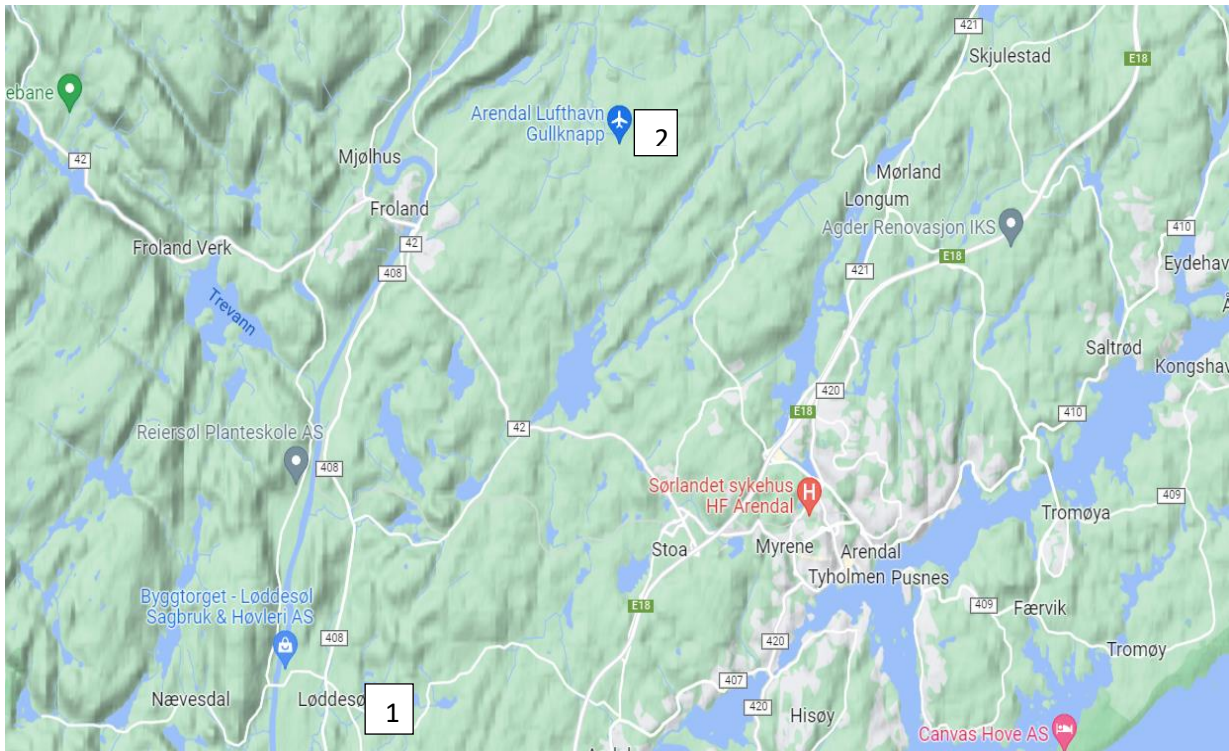 421
E18
Skjulestad
ebane
42
Arendal Lufthavn
Gullknapp
2
Mjølhus
Mørland
Longum
42
Froland
Agder Renovasjon IKS
410
Froland Verk
42
E18
Eydehav
408
421
Trevann
Saltrød
Kongshav
420
E18
410
42
Reiersøl Planteskole AS
408
Sørlandet sykehus
HF Arendal
409
Tromøya
Stoa
Myrene
Arendal
Tyholmen
Pusnes
Byggtorget - Løddesøl
Sagbruk & Høvleri AS
E18
409
Færvik
408
420
Tromøy
407
Nævesdal
Løddesø
1
420
Hisøy
Canvas Hove AS